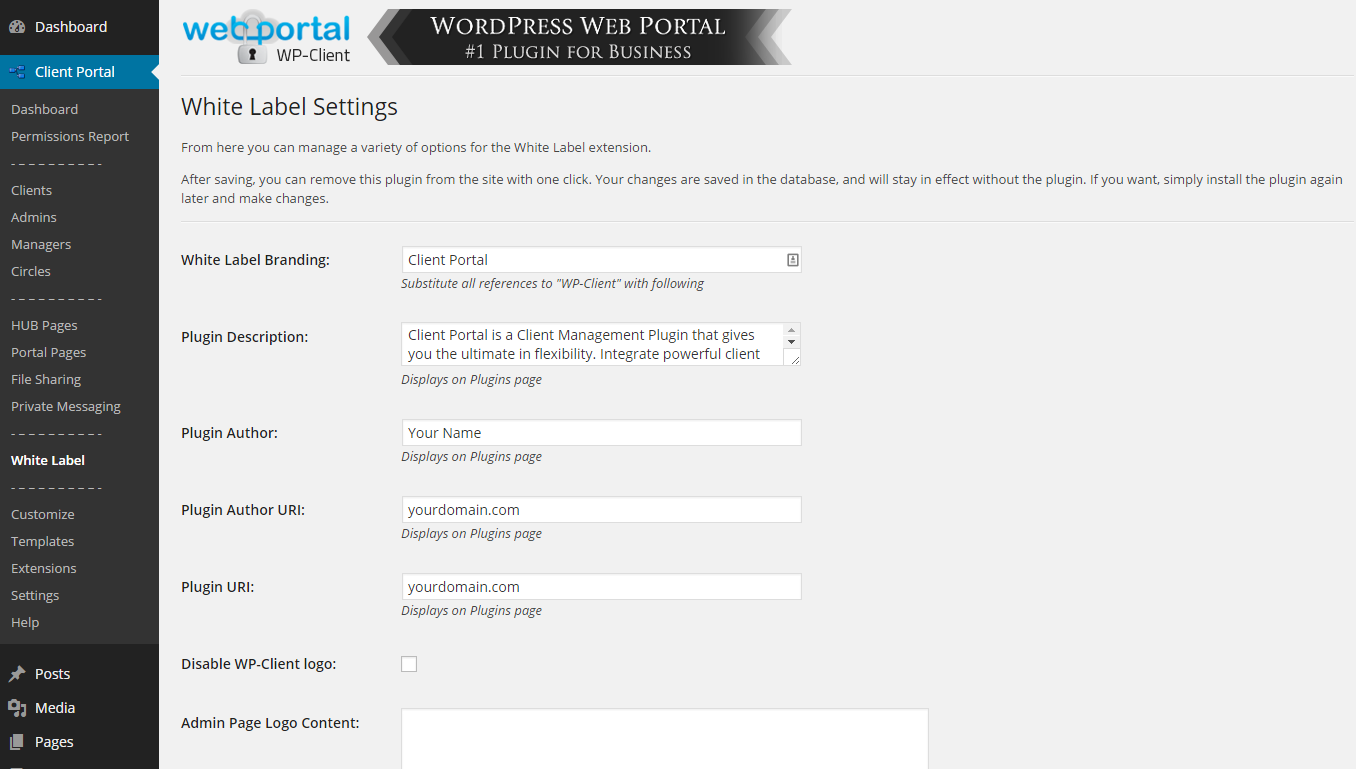 Dashboard
Client Portal
Dashboard
Permissions Report
- - - - - - - - - -
Clients
Admins
Managers
Circles
- - - - - - - - - -
HUB Pages
Portal Pages
File Sharing
Private Messaging
- - - - - - - - - -
White Label
- - - - - - - - - -
Customize
Templates
Extensions
Settings
Help
Posts
Media
Pages
web portal
WP-Client
WordPress Web Portal
#1 Plugin for Business
White Label Settings
From here you can manage a variety of options for the White Label extension.
After saving, you can remove this plugin from the site with one click. Your changes are saved in the database, and will stay in effect without the plugin. If you want, simply install the plugin again
later and make changes.
White Label Branding:
Client Portal
Substitute all references to "WP-Client" with following
Plugin Description:
Client Portal is a Client Management Plugin that gives
you the ultimate in flexibility. Integrate powerful client
Displays on Plugins page
Plugin Author:
Your Name
Displays on Plugins page
Plugin Author URI:
yourdomain.com
Displays on Plugins page
Plugin URI:
yourdomain.com
Displays on Plugins page
Disable WP-Client logo:
Admin Page Logo Content: